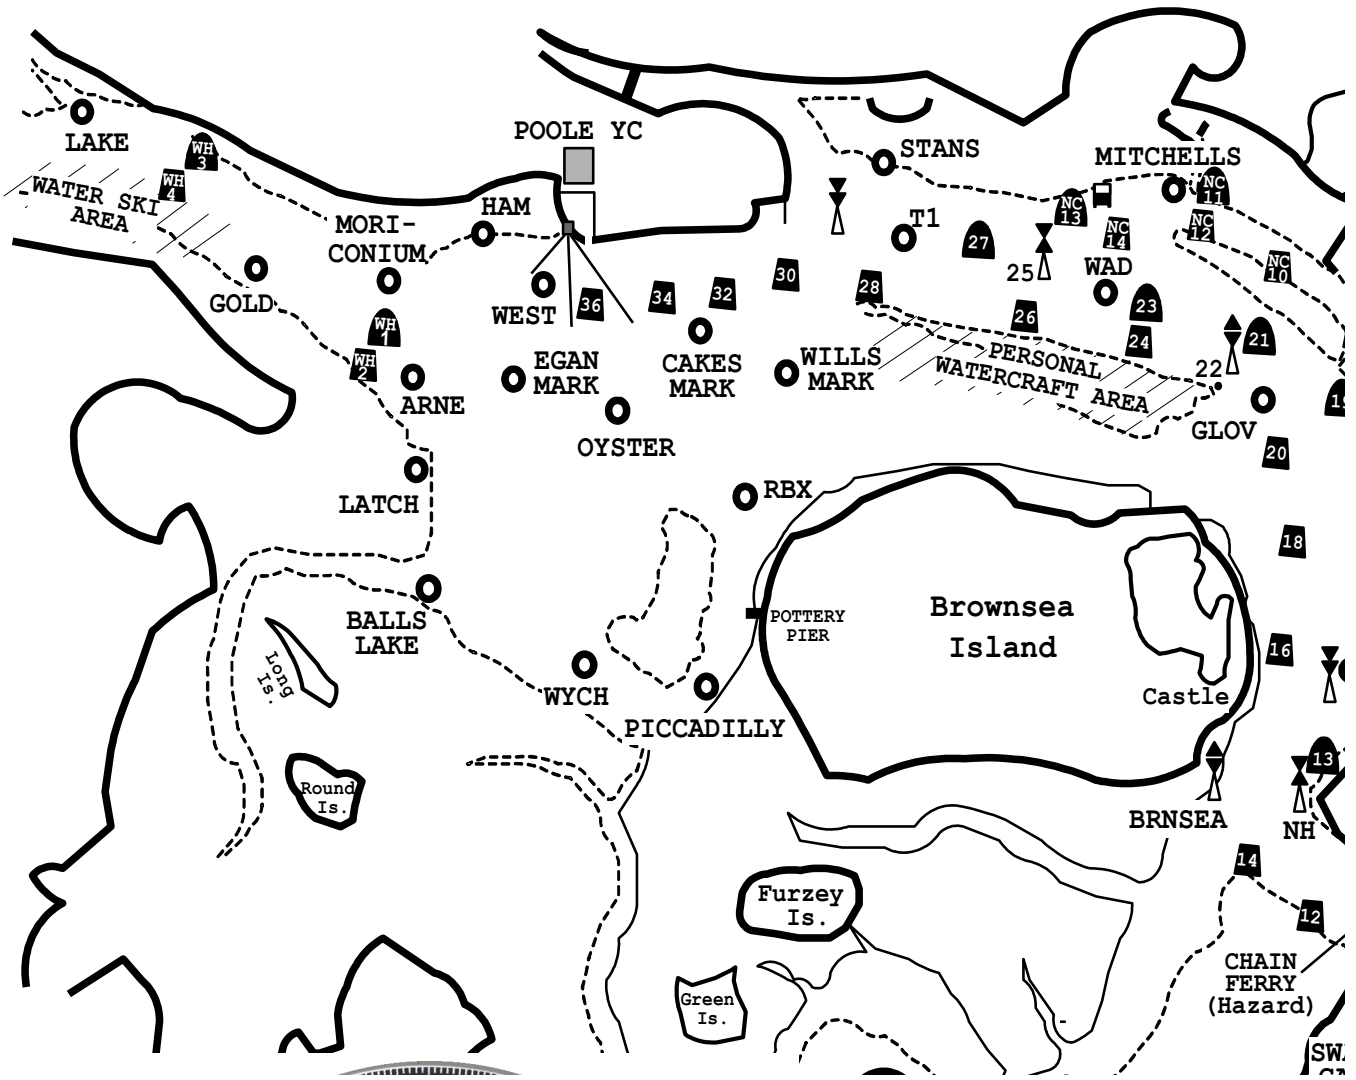 POOLE YC
LAKE
WH
3
WH
4
WATER SKI
AREA
STANS
MITCHELLS
NC
11
NC
13
NC
12
NC
14
HAM
MORI-
CONIUM
T1
27
25
WAD
NC
10
GOLD
WEST
36
34
32
30
28
26
23
24
21
22
WH
1
WH
2
ARNE
EGAN
MARK
CAKES
MARK
WILLS
MARK
PERSONAL
WATERCRAFT AREA
GLOV
19
20
OYSTER
LATCH
RBX
18
BALLS
LAKE
POTTERY
PIER
Brownsea
Island
16
Long
Is.
WYCH
PICCADILLY
Castle
13
Round
Is.
BRNSEA
NH
14
12
Furzey
Is.
CHAIN
FERRY
(Hazard)
Green
Is.